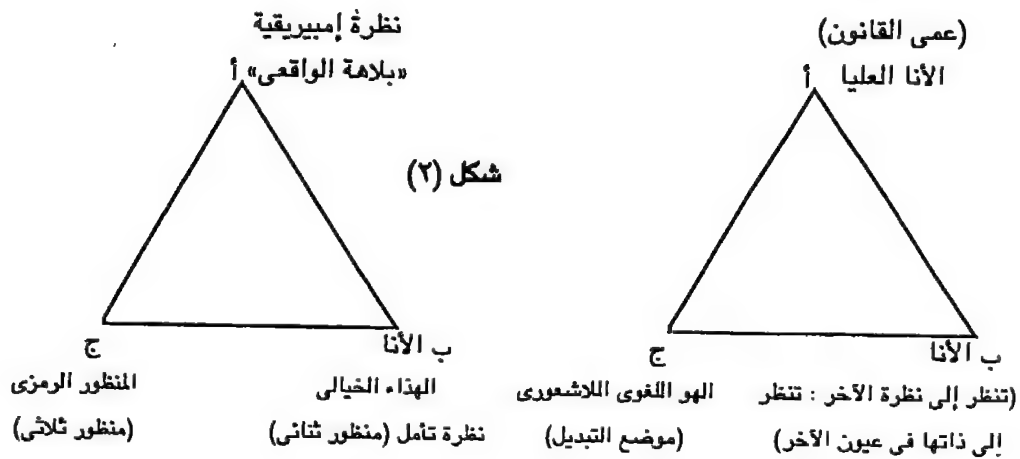 (عمى القانون)
الأنا العليا أ
نظرة إمبيريقية
«بلاهة الواقعى» أ
شكل (٢)
ب الأنا
ج
(تنظر إلى نظرة الآخر : تنظر
إلى ذاتها فى عيون الآخر)
الهو اللغوى اللاشعورى
(موضع التبديل)
ب الأنا
ج
الهذاء الخيالى
نظرة تأمل (منظور ثنائى)
المنظور الرمزى
(منظور ثلاثى)